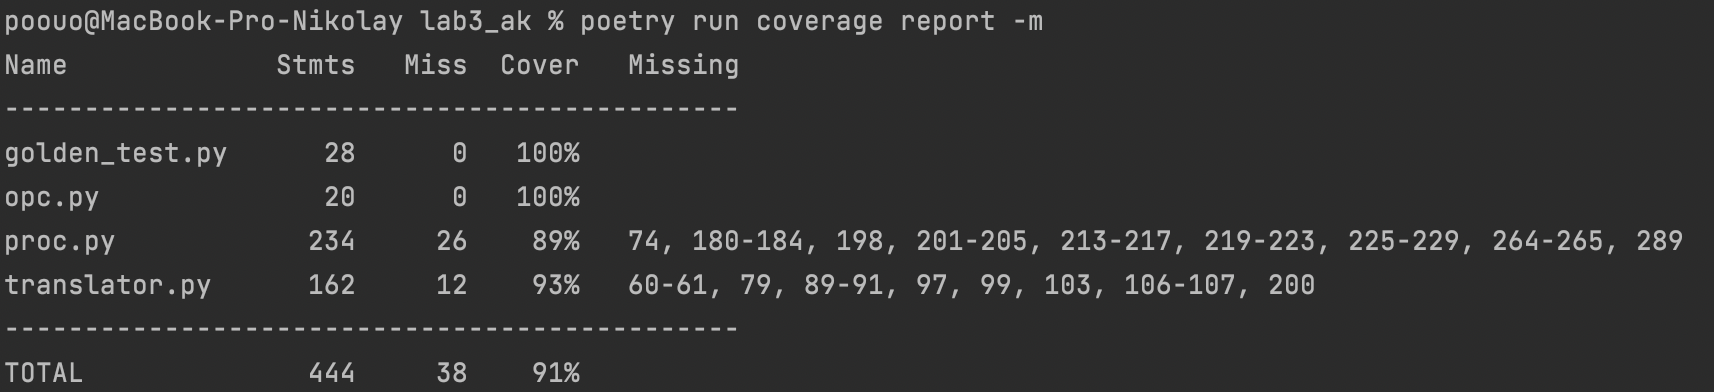 poouo@MacBook-Pro-Nikolay lab3_ak % poetry run coverage report -m
Name             Stmts   Miss  Cover   Missing
----------------------------------------------
golden_test.py      28      0   100%
opc.py              20      0   100%
proc.py            234     26    89%   74, 180-184, 198, 201-205, 213-217, 219-223, 225-229, 264-265, 289
translator.py      162     12    93%   60-61, 79, 89-91, 97, 99, 103, 106-107, 200
----------------------------------------------
TOTAL              444     38    91%